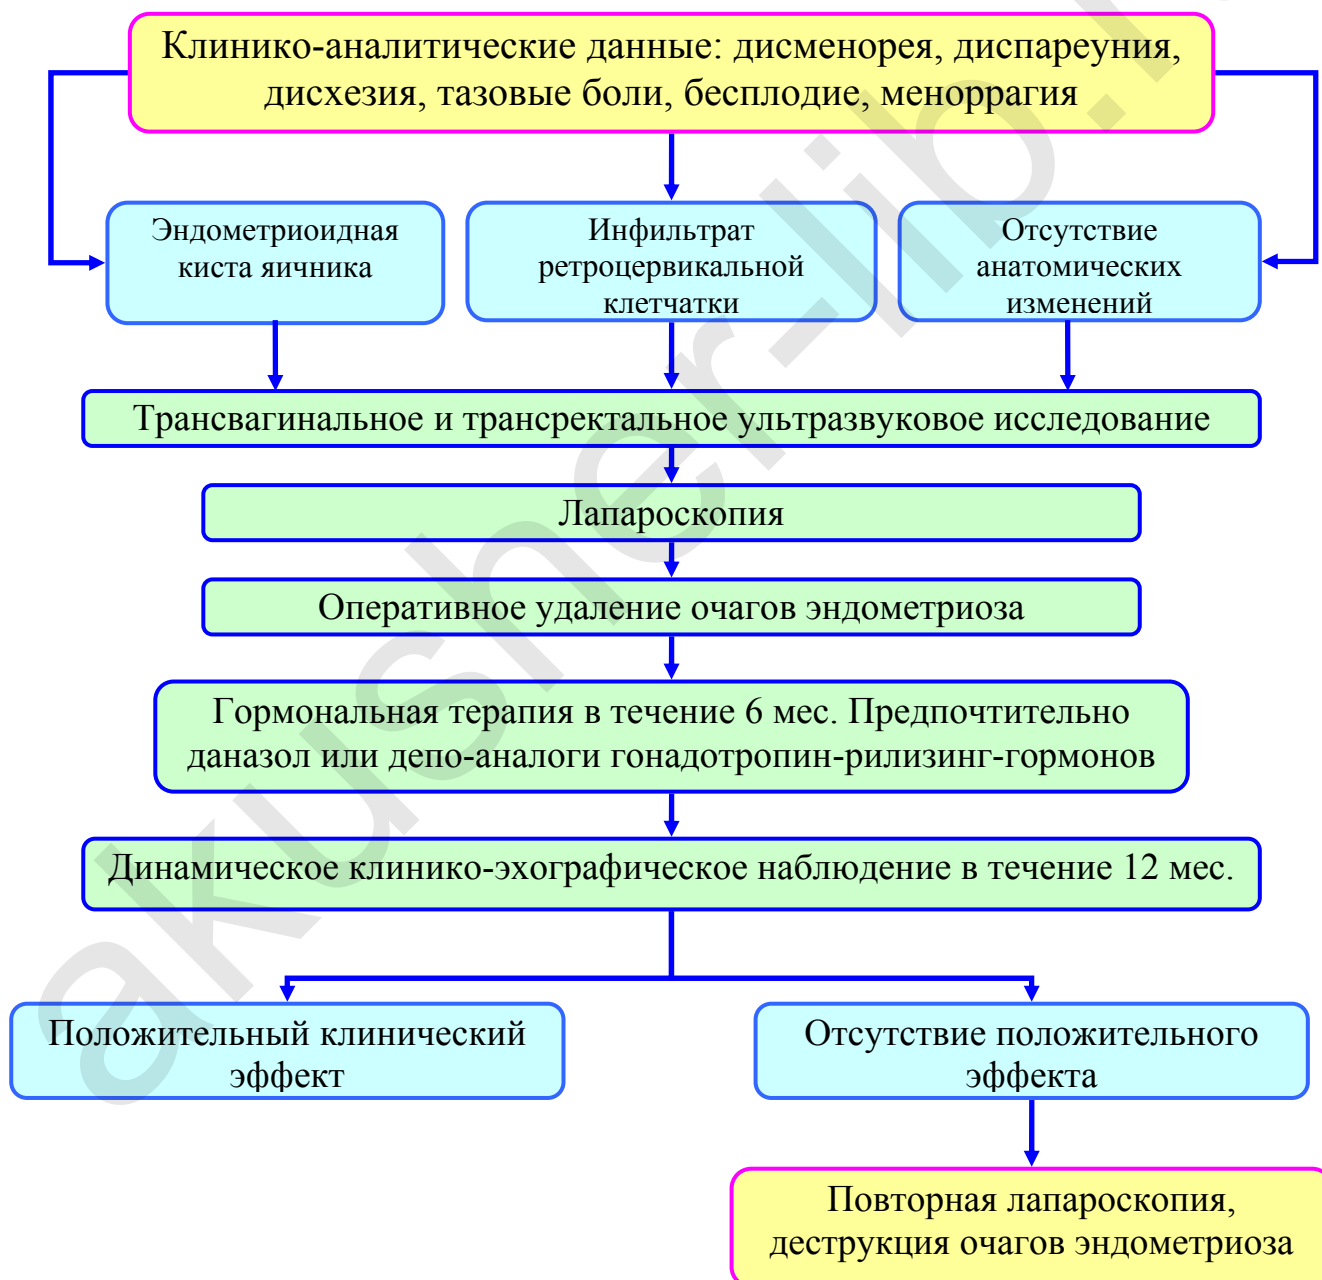 Клинико-аналитические данные: дисменорея, диспареуния,
дисхезия, тазовые боли, бесплодие, меноррагия
Эндометриоидная
киста яичника
Инфильтрат
ретроцервикальной
клетчатки
Отсутствие
анатомических
изменений
Трансвагинальное и трансректальное ультразвуковое исследование
Лапароскопия
Оперативное удаление очагов эндометриоза
Гормональная терапия в течение 6 мес. Предпочтительно
даназол или депо-аналоги гонадотропин-рилизинг-гормонов
Динамическое клинико-эхографическое наблюдение в течение 12 мес.
Положительный клинический
эффект
Отсутствие положительного
эффекта
Повторная лапароскопия,
деструкция очагов эндометриоза
akusher-lib.